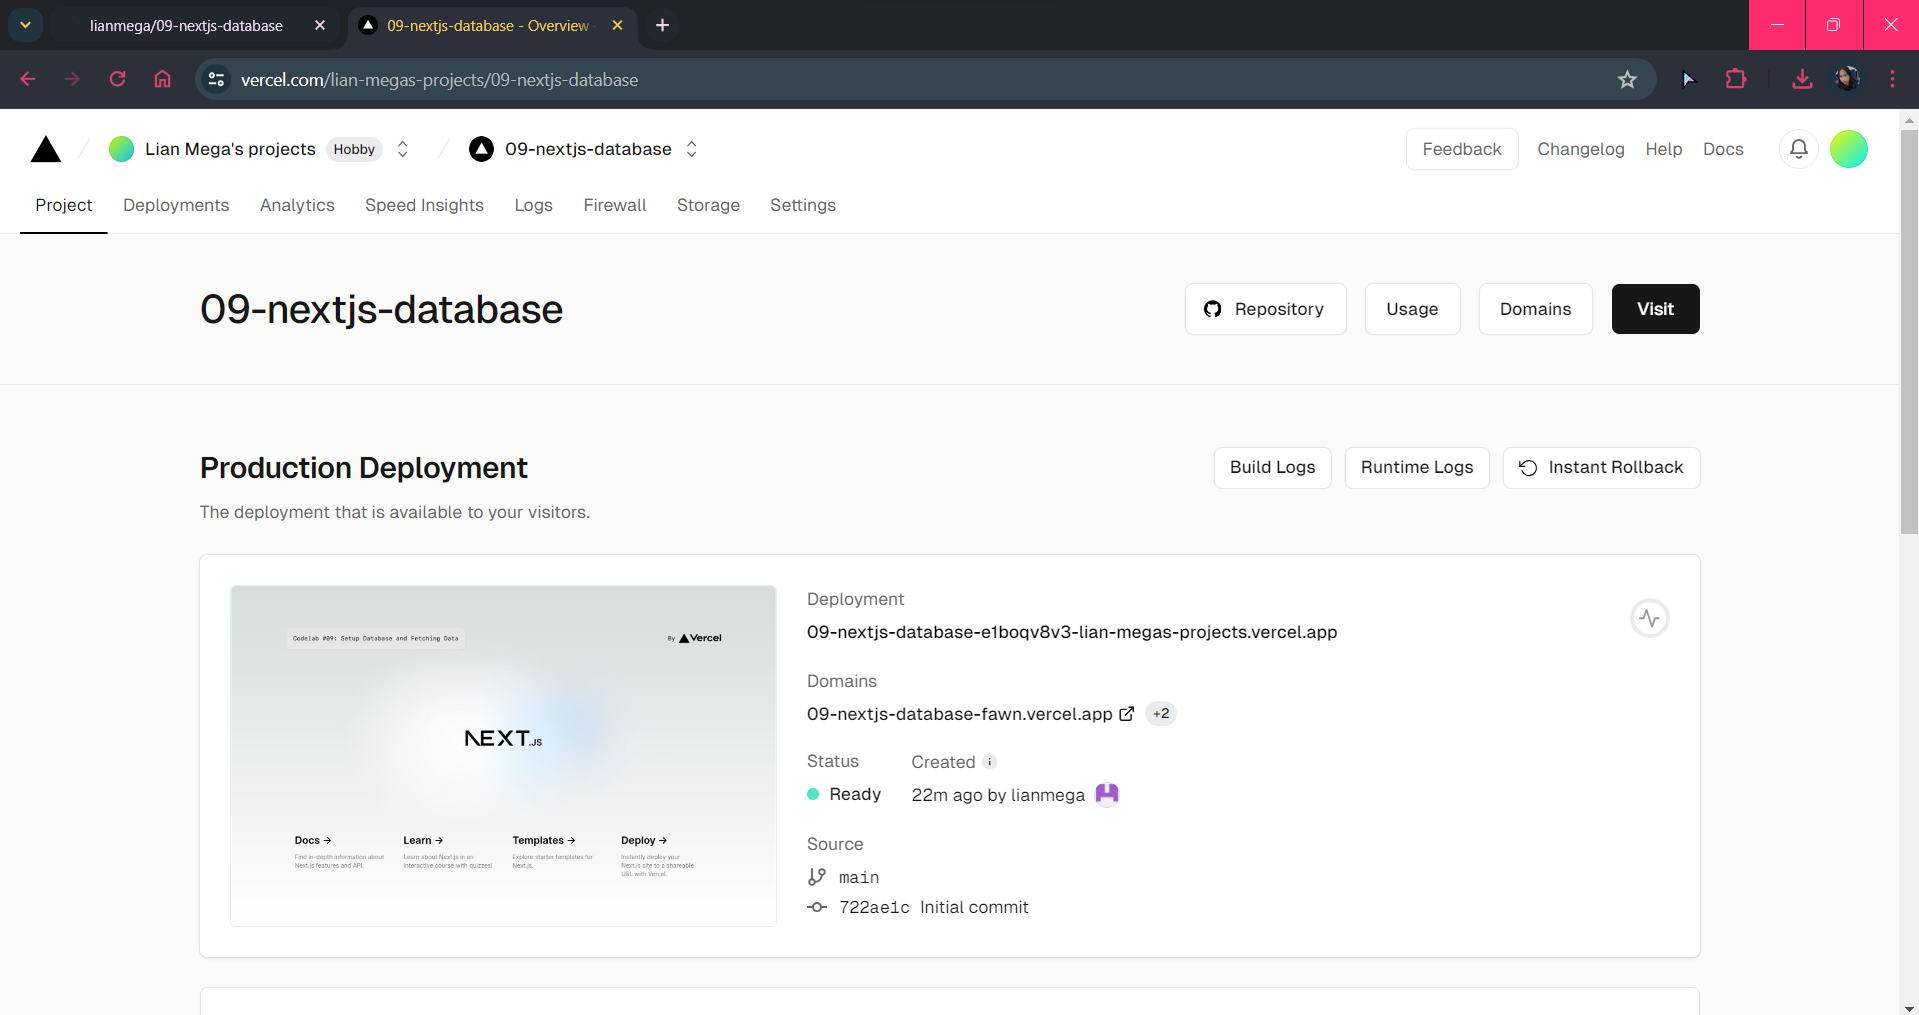 lianmega/09-nextjs-database
09-nextjs-database - Overview
vercel.com/lian-megas-projects/09-nextjs-database
Lian Mega's projects Hobby
09-nextjs-database
Feedback
Changelog
Help
Docs
Project
Deployments
Analytics
Speed Insights
Logs
Firewall
Storage
Settings
09-nextjs-database
Repository
Usage
Domains
Visit
Production Deployment
The deployment that is available to your visitors.
Build Logs
Runtime Logs
Instant Rollback
Codelab #09: Setup Database and Fetching Data
By Vercel
NEXT.JS
Docs ->
Find in-depth information about
Next.js features and API.
Learn ->
Learn about Next.js in an
interactive course with quizzes!
Templates ->
Explore starter templates for
Next.js.
Deploy ->
Instantly deploy your
Next.js site to a shareable
URL with Vercel.
Deployment
09-nextjs-database-e1boqv8v3-lian-megas-projects.vercel.app
Domains
09-nextjs-database-fawn.vercel.app +2
Status
Ready
Created
22m ago by lianmega
Source
main
722ae1c Initial commit